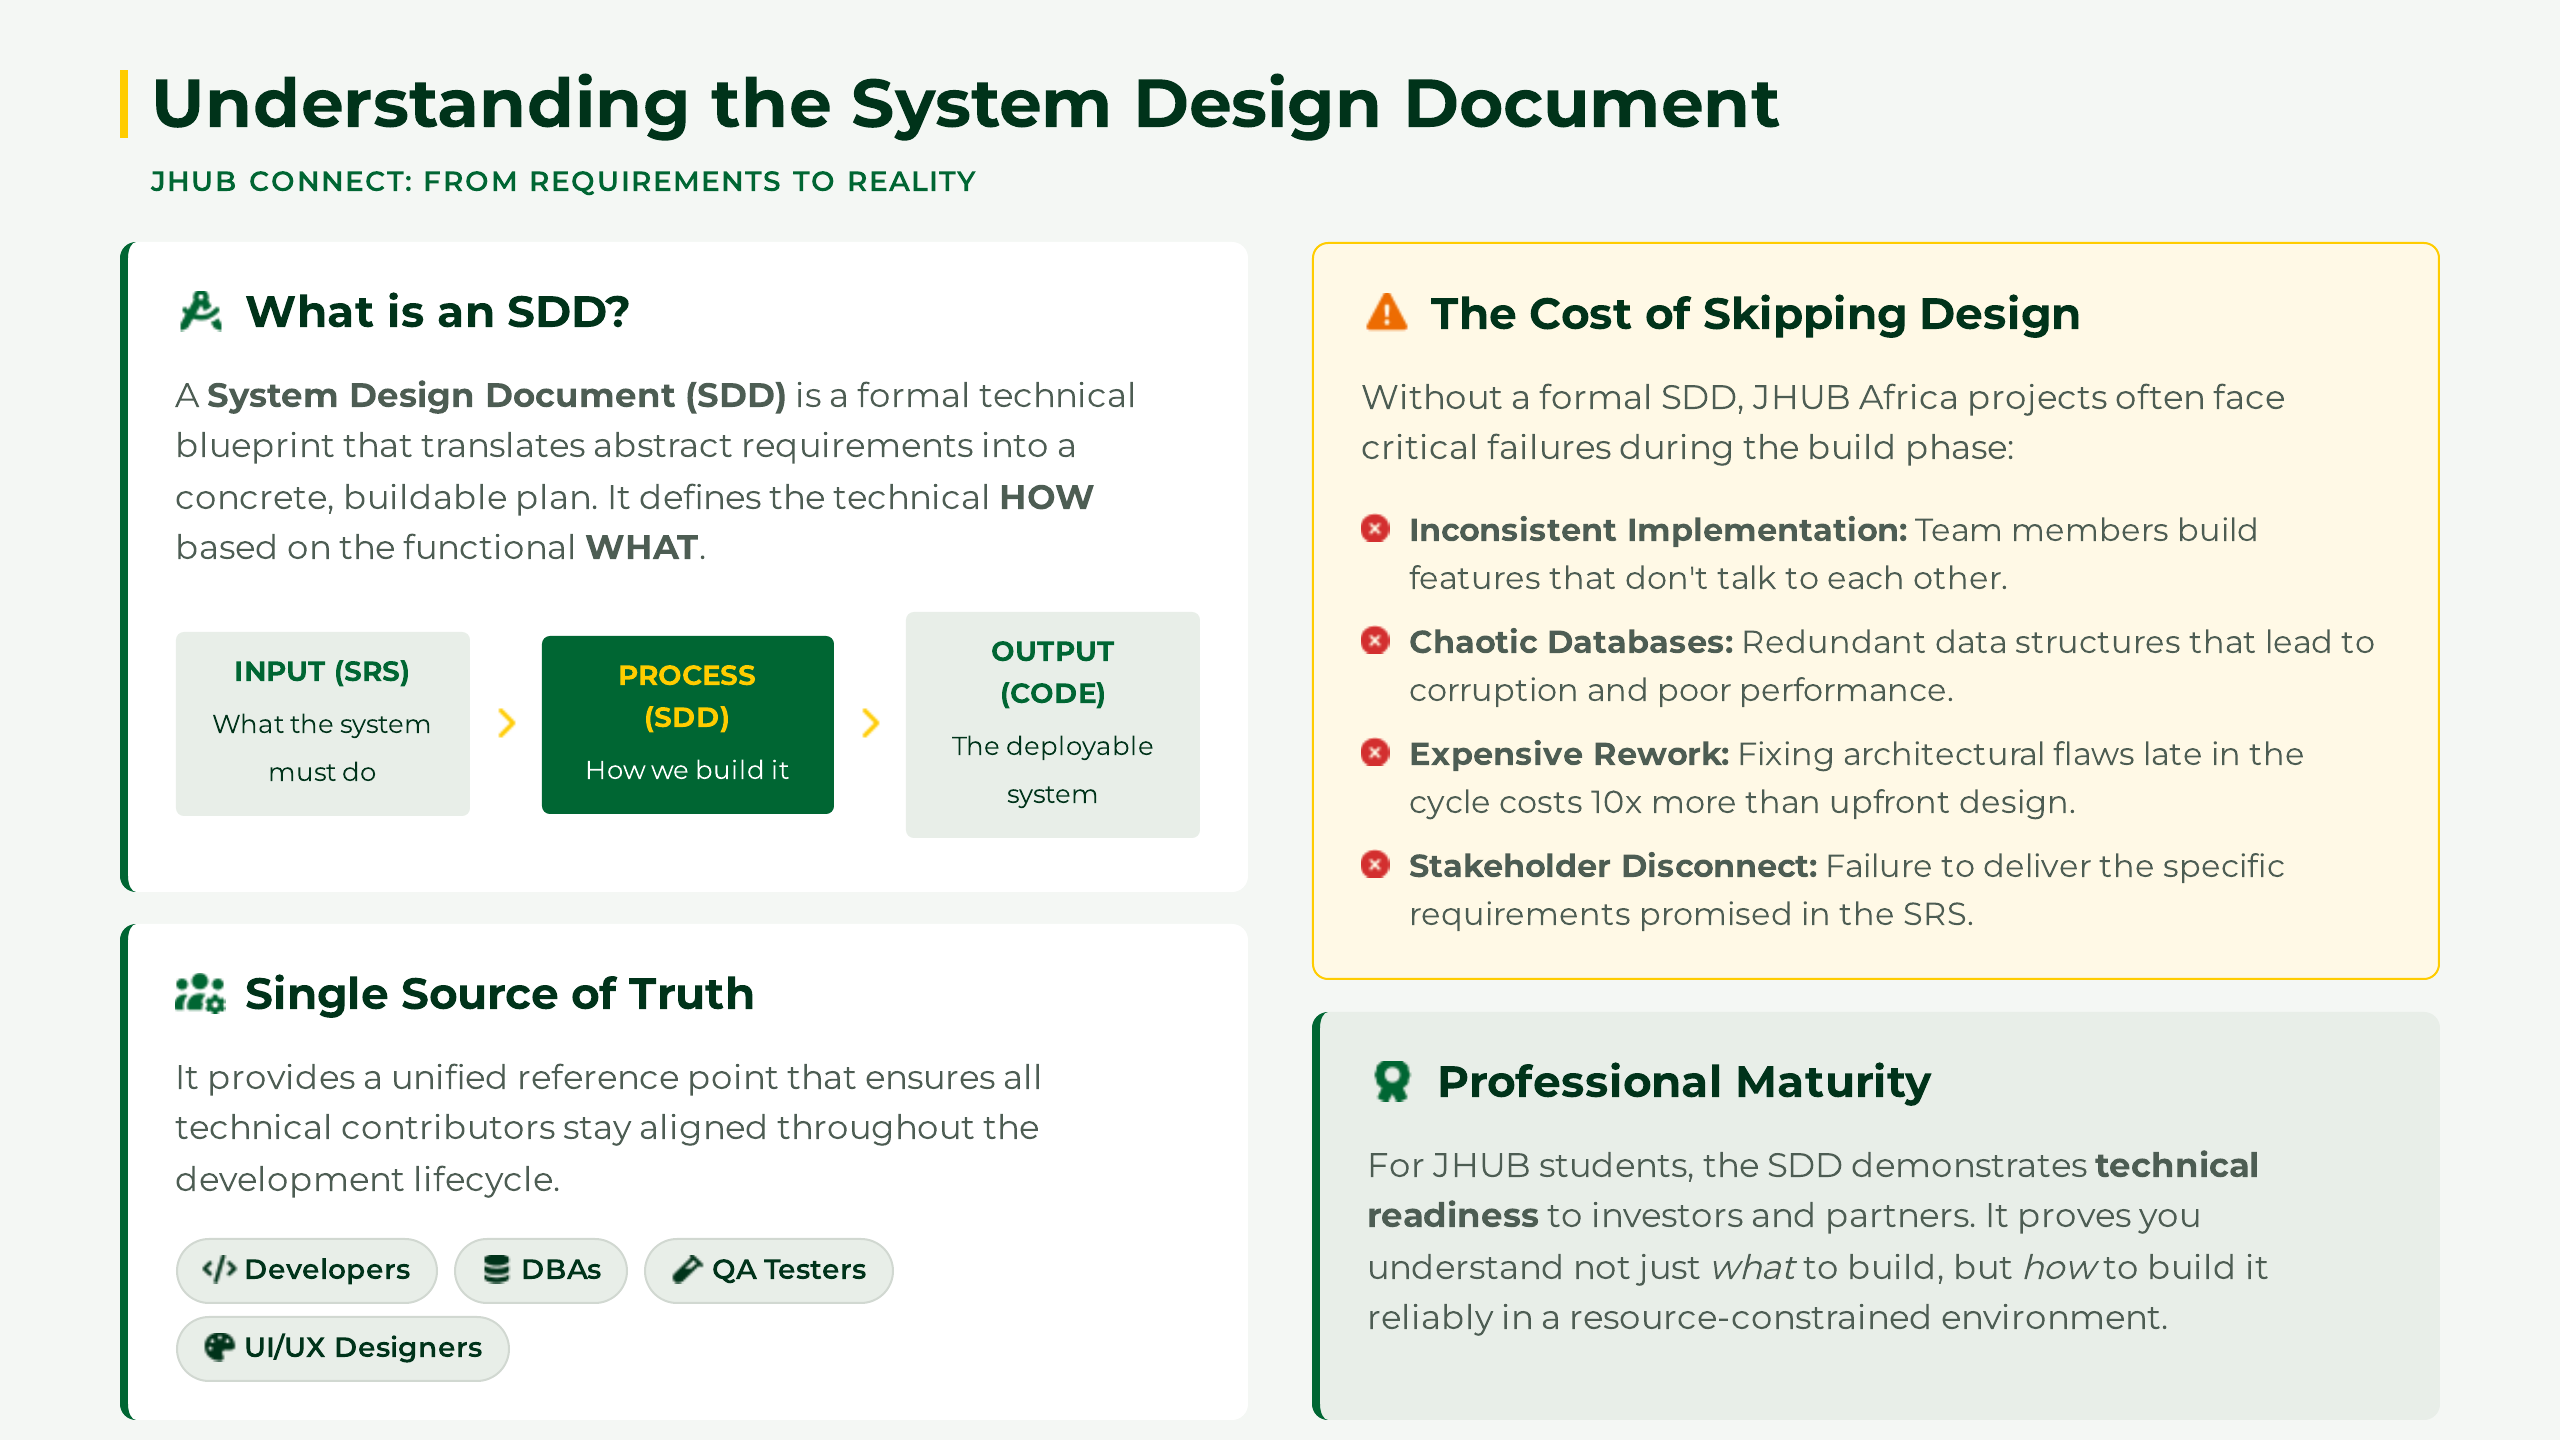 Understanding the System Design Document
JHUB CONNECT: FROM REQUIREMENTS TO REALITY
What is an SDD?
A System Design Document (SDD) is a formal technical
blueprint that translates abstract requirements into a
concrete, buildable plan. It defines the technical HOW
based on the functional WHAT.
INPUT (SRS)
What the system
must do
PROCESS
(SDD)
How we build it
OUTPUT
(CODE)
The deployable
system
Single Source of Truth
It provides a unified reference point that ensures all
technical contributors stay aligned throughout the
development lifecycle.
Developers
DBAs
QA Testers
UI/UX Designers
The Cost of Skipping Design
Without a formal SDD, JHUB Africa projects often face
critical failures during the build phase:
Inconsistent Implementation: Team members build
features that don't talk to each other.
Chaotic Databases: Redundant data structures that lead to
corruption and poor performance.
Expensive Rework: Fixing architectural flaws late in the
cycle costs 10x more than upfront design.
Stakeholder Disconnect: Failure to deliver the specific
requirements promised in the SRS.
Professional Maturity
For JHUB students, the SDD demonstrates technical
readiness to investors and partners. It proves you
understand not just what to build, but how to build it
reliably in a resource-constrained environment.